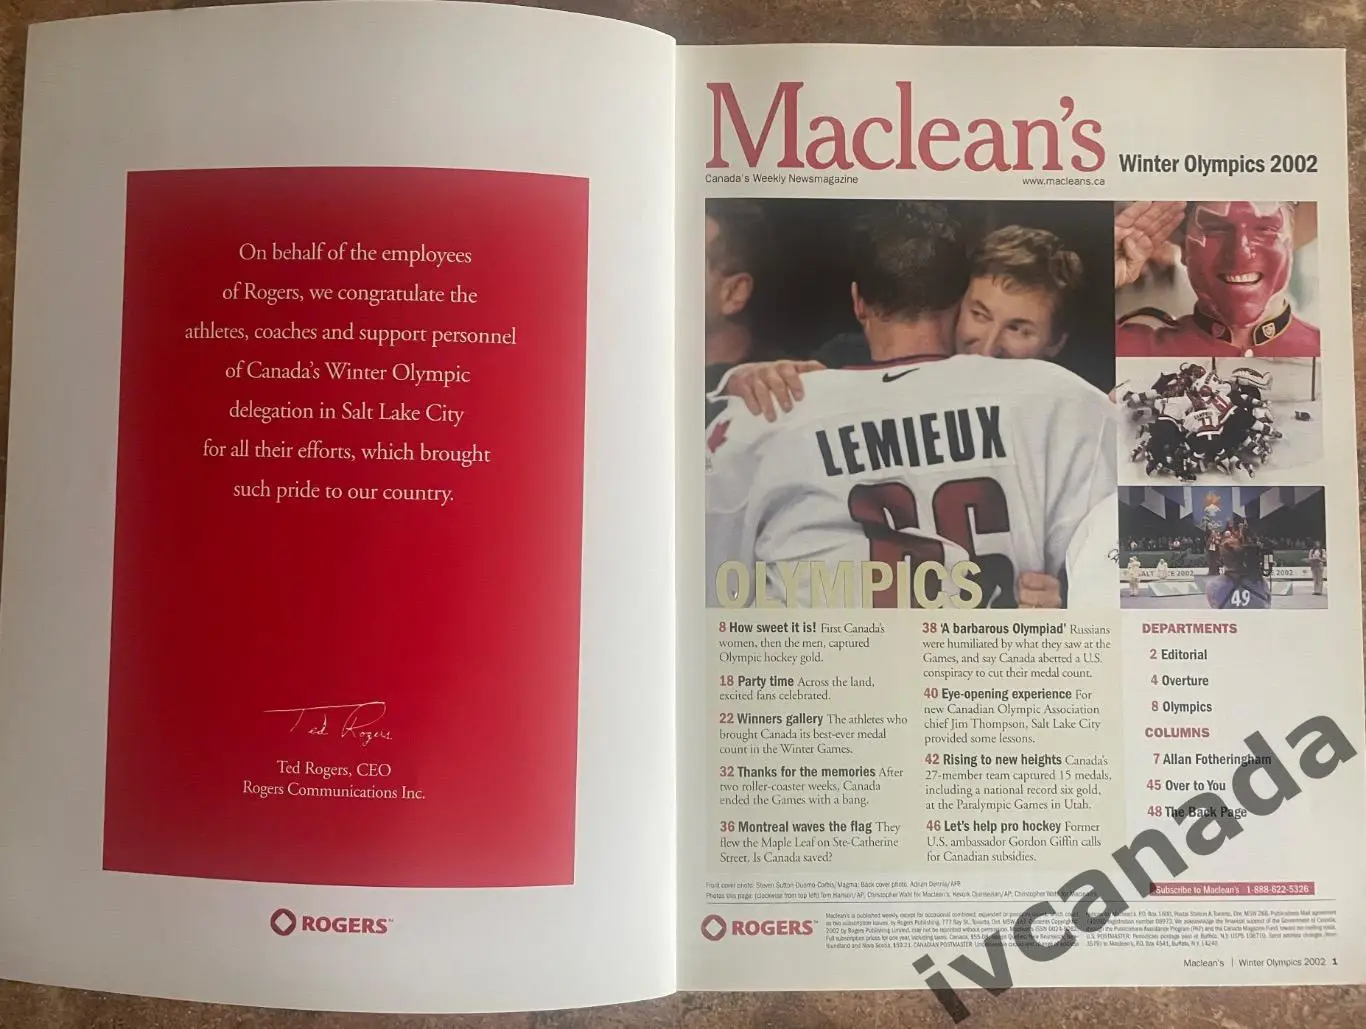 On behalf of the employees
of Rogers, we congratulate the
athletes, coaches and support personnel
of Canada's Winter Olympic
delegation in Salt Lake City
for all their efforts, which brought
such pride to our country.
Ted Rogers
Ted Rogers, CEO
Rogers Communications Inc.
ROGERS™
Maclean's Winter Olympics 2002
Canada's Weekly Newsmagazine www.macleans.ca
LEMIEUX
66
2002
49
OLYMPICS
8 How sweet it is! First Canada's
women, then the men, captured
Olympic hockey gold.
18 Party time Across the land,
excited fans celebrated.
22 Winners gallery The athletes who
brought Canada its best-ever medal
count in the Winter Games.
32 Thanks for the memories After
two roller-coaster weeks, Canada
ended the Games with a bang.
36 Montreal waves the flag They
flew the Maple Leaf on Ste-Catherine
Street. Is Canada saved?
38 'A barbarous Olympiad' Russians
were humiliated by what they saw at the
Games, and say Canada abetted a U.S.
conspiracy to cut their medal count.
40 Eye-opening experience For
new Canadian Olympic Association
chief Jim Thompson, Salt Lake City
provided some lessons.
42 Rising to new heights Canada's
27-member team captured 15 medals,
including a national record six gold,
at the Paralympic Games in Utah.
46 Let's help pro hockey Former
U.S. ambassador Gordon Giffin calls
for Canadian subsidies.
DEPARTMENTS
2 Editorial
4 Overture
8 Olympics
COLUMNS
7 Allan Fotheringham
45 Over to You
48 The Back Page
Subscribe to Maclean's 1-888-622-5326
ROGERS™
Maclean's | Winter Olympics 2002 1
ivcanada